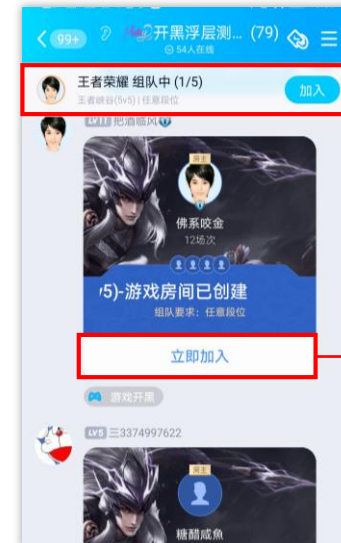 99+
开黑浮层测... (79)
54人在线
王者荣耀 组队中 (1/5)
王者峡谷(5v5) | 任意段位
加入
LV11 把酒临风
房主
佛系咬金
12场次
5)-游戏房间已创建
组队要求：任意段位
立即加入
游戏开黑
LV5 三3374997622
房主
糖醋咸鱼